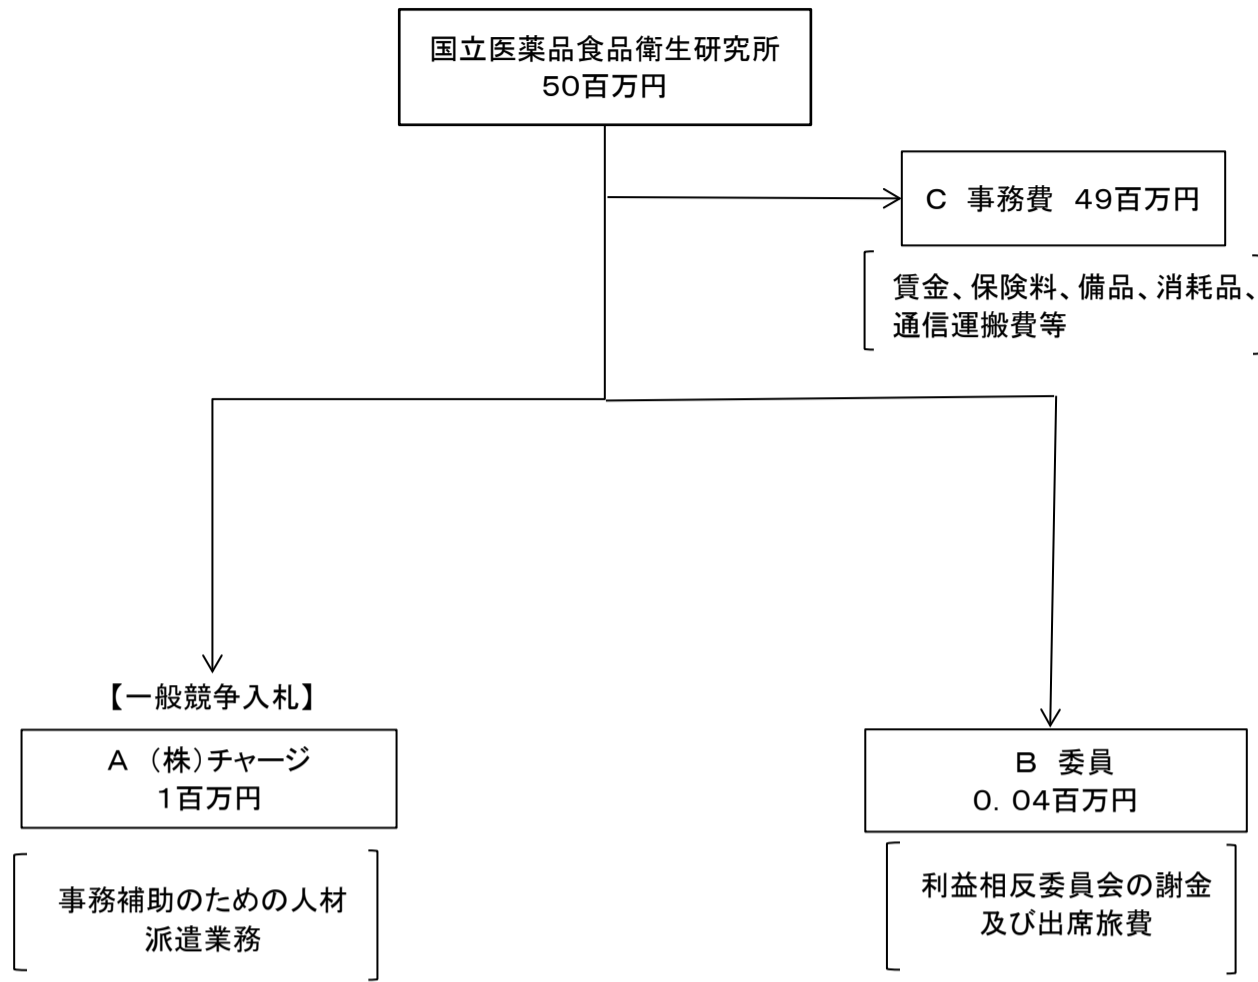 国立医薬品食品衛生研究所
50百万円
C　事務費　49百万円
賃金、保険料、備品、消耗品、
通信運搬費等
【一般競争入札】
A　（株）チャージ
1百万円
事務補助のための人材
派遣業務
B　委員
0．04百万円
利益相反委員会の謝金
及び出席旅費